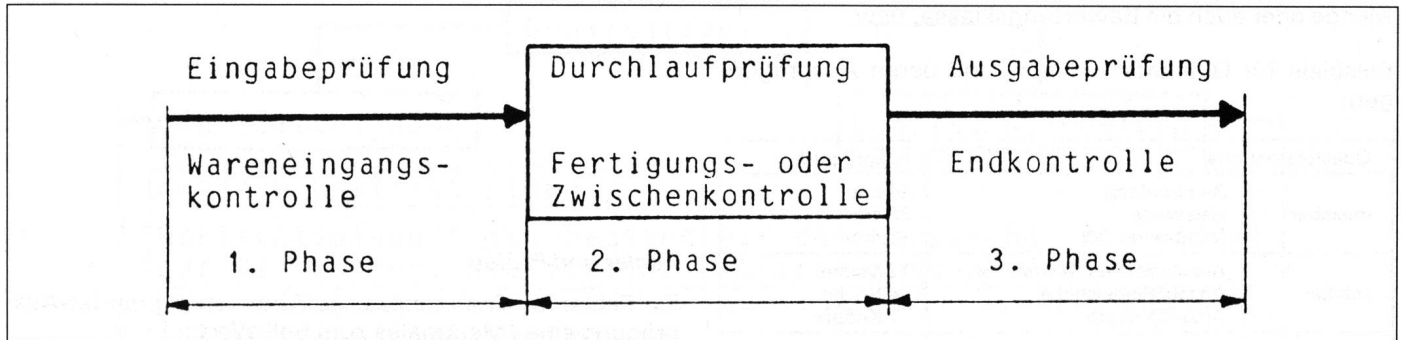 Eingabeprüfung
Durchlaufprüfung
Ausgabeprüfung
Wareneingangs-
kontrolle
Fertigungs- oder
Zwischenkontrolle
Endkontrolle
1. Phase
2. Phase
3. Phase